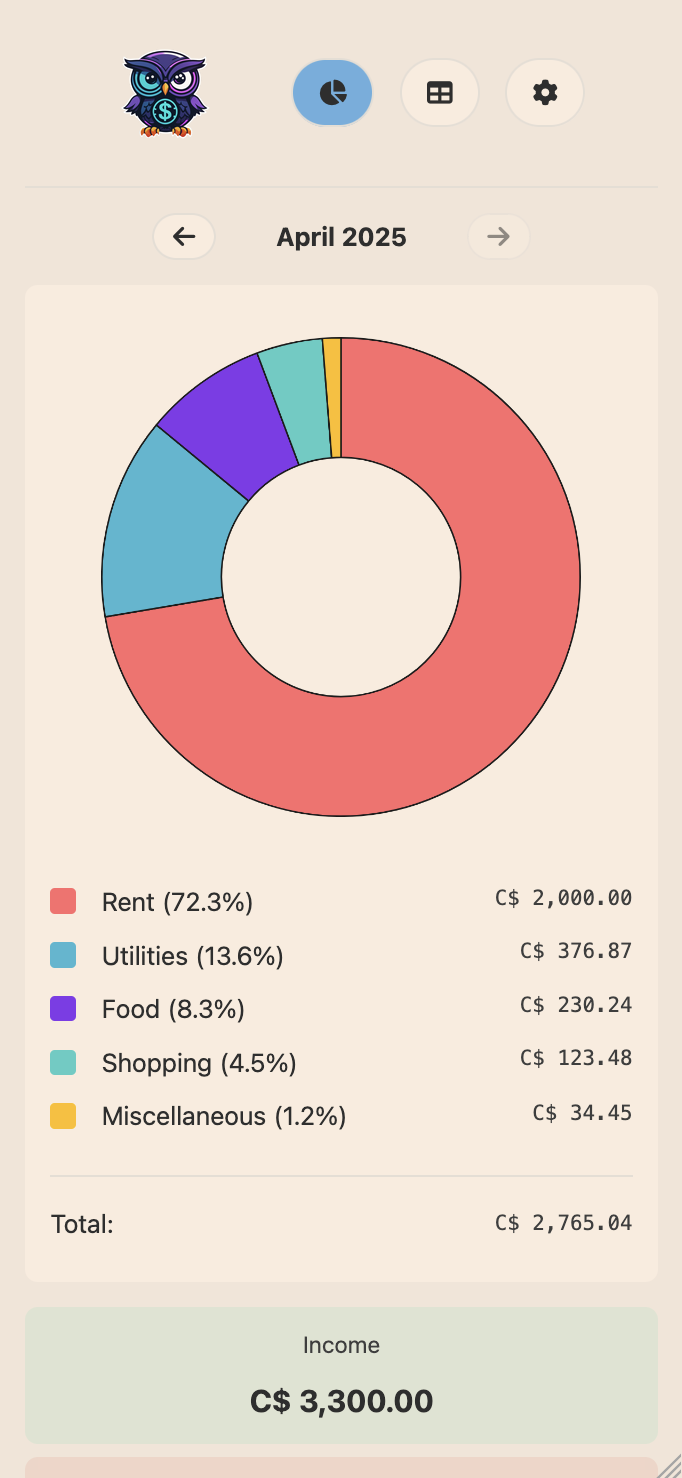 $
April 2025
Rent (72.3%) C$ 2,000.00
Utilities (13.6%) C$ 376.87
Food (8.3%) C$ 230.24
Shopping (4.5%) C$ 123.48
Miscellaneous (1.2%) C$ 34.45
Total: C$ 2,765.04
Income
C$ 3,300.00